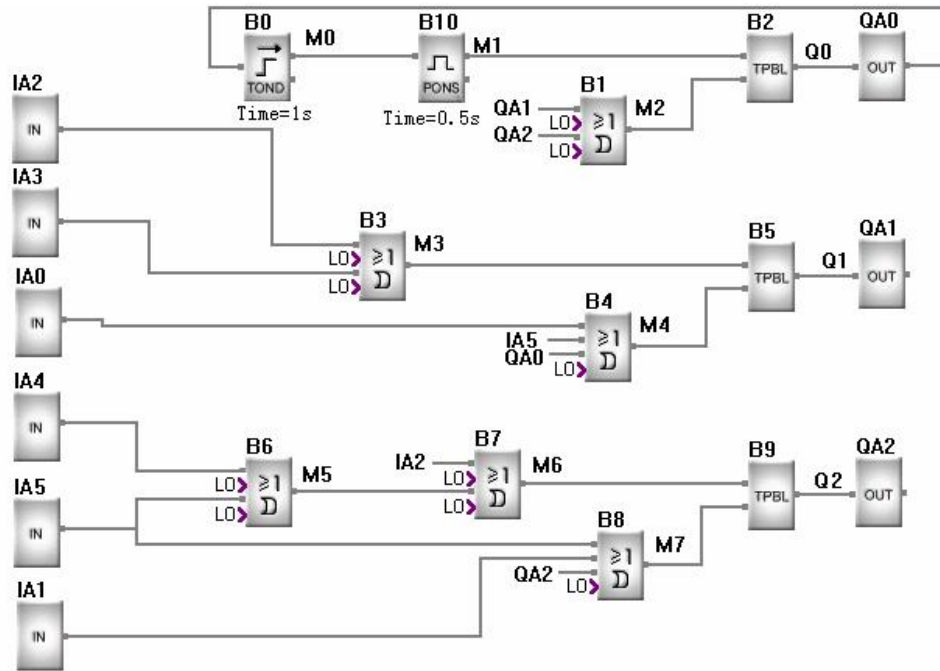 B0 M0 B10 M1 B2 QA0
TOND PONS TPBL Q0 OUT
Time=1s Time=0.5s
IA2
IN
QA1 B1 M2
LO ≥1
QA2
LO
IA3
IN
B3 M3 B5 QA1
LO ≥1 TPBL Q1 OUT
LO
IA0
IN
B4 M4
IA5 ≥1
QA0
LO
IA4
IN
B6 M5 IA2 B7 M6 B9 QA2
LO ≥1 LO ≥1 TPBL Q2 OUT
LO LO
IA5
IN
B8 M7
≥1
QA2
LO
IA1
IN